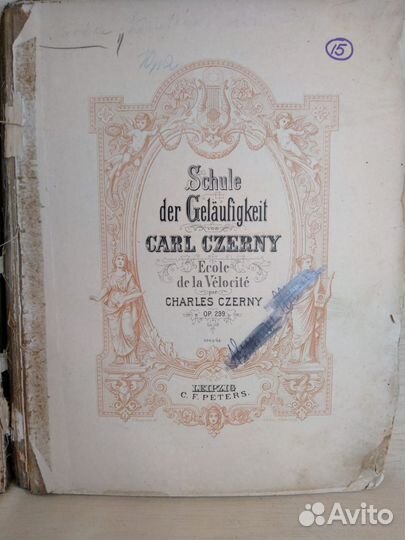 15
Schule
der Geläufigkeit
von
CARL CZERNY
Ecole
de la Vélocité
par
CHARLES CZERNY
OP. 299.
LEIPZIG
C. F. PETERS.
Avito